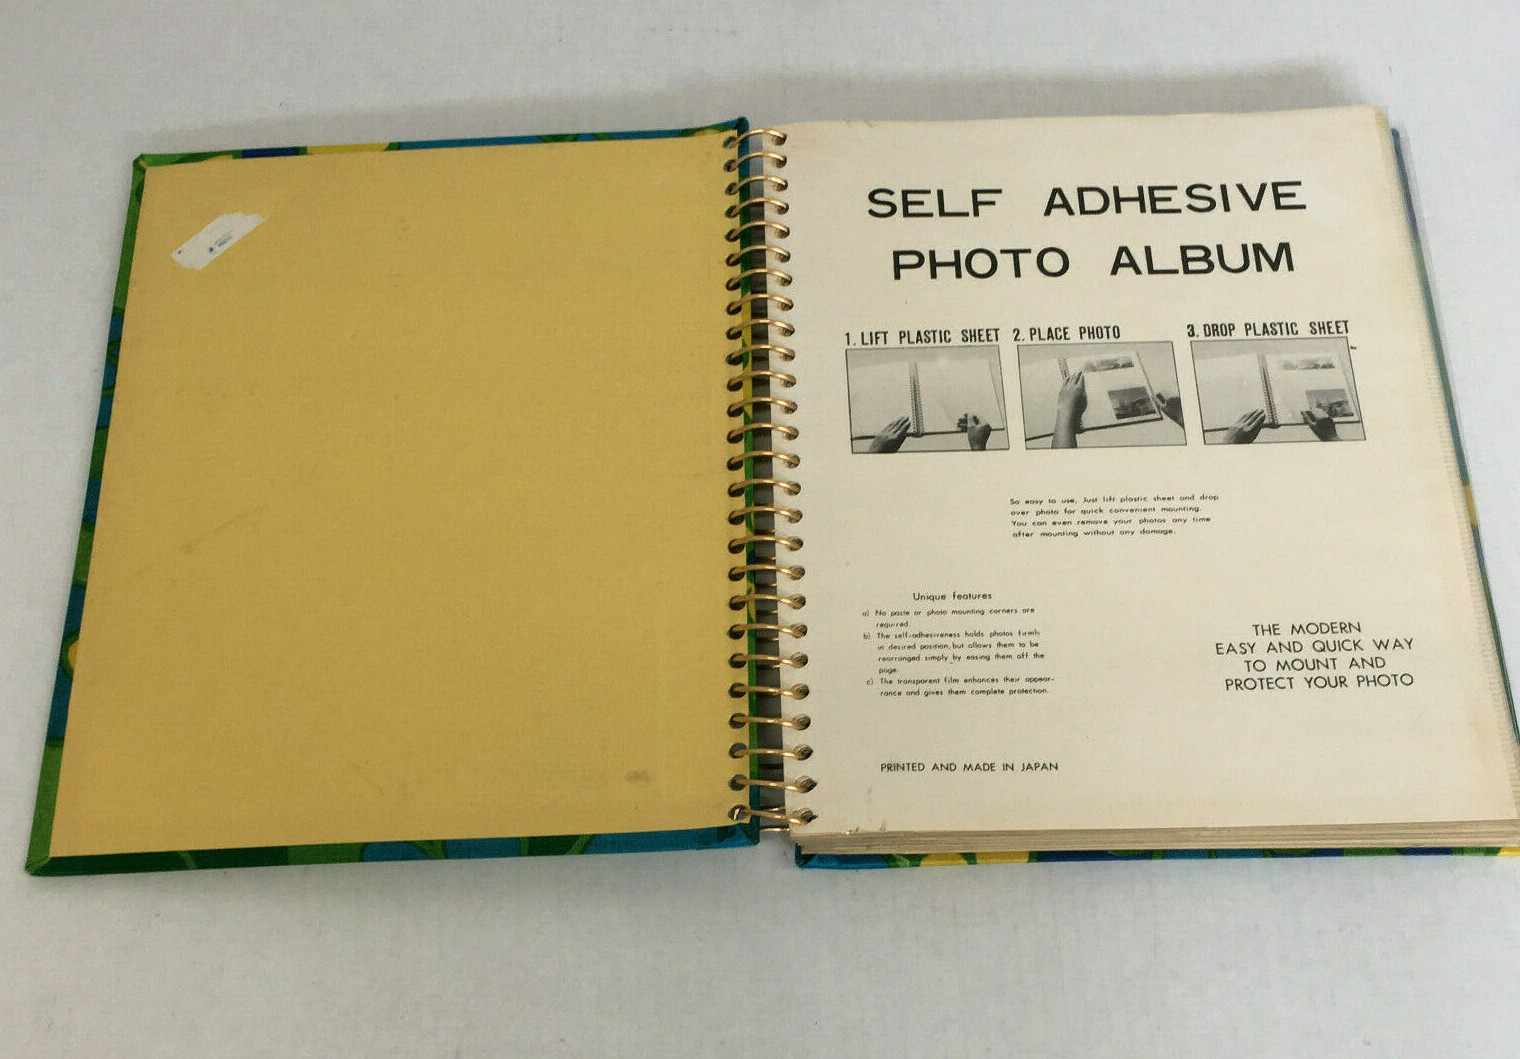 SELF ADHESIVE
PHOTO ALBUM
1. LIFT PLASTIC SHEET
2. PLACE PHOTO
3. DROP PLASTIC SHEET
So easy to use, Just lift plastic sheet and drop
over photo for quick convenient mounting.
You can even remove your photos any time
after mounting without any damage.
Unique features
a) No paste or photo mounting corners are
required.
b) The self-adhesiveness holds photos firmly
in desired position, but allows them to be
rearranged simply by easing them off the
page.
c) The transparent film enhances their appear-
rance and gives them complete protection.
THE MODERN
EASY AND QUICK WAY
TO MOUNT AND
PROTECT YOUR PHOTO
PRINTED AND MADE IN JAPAN